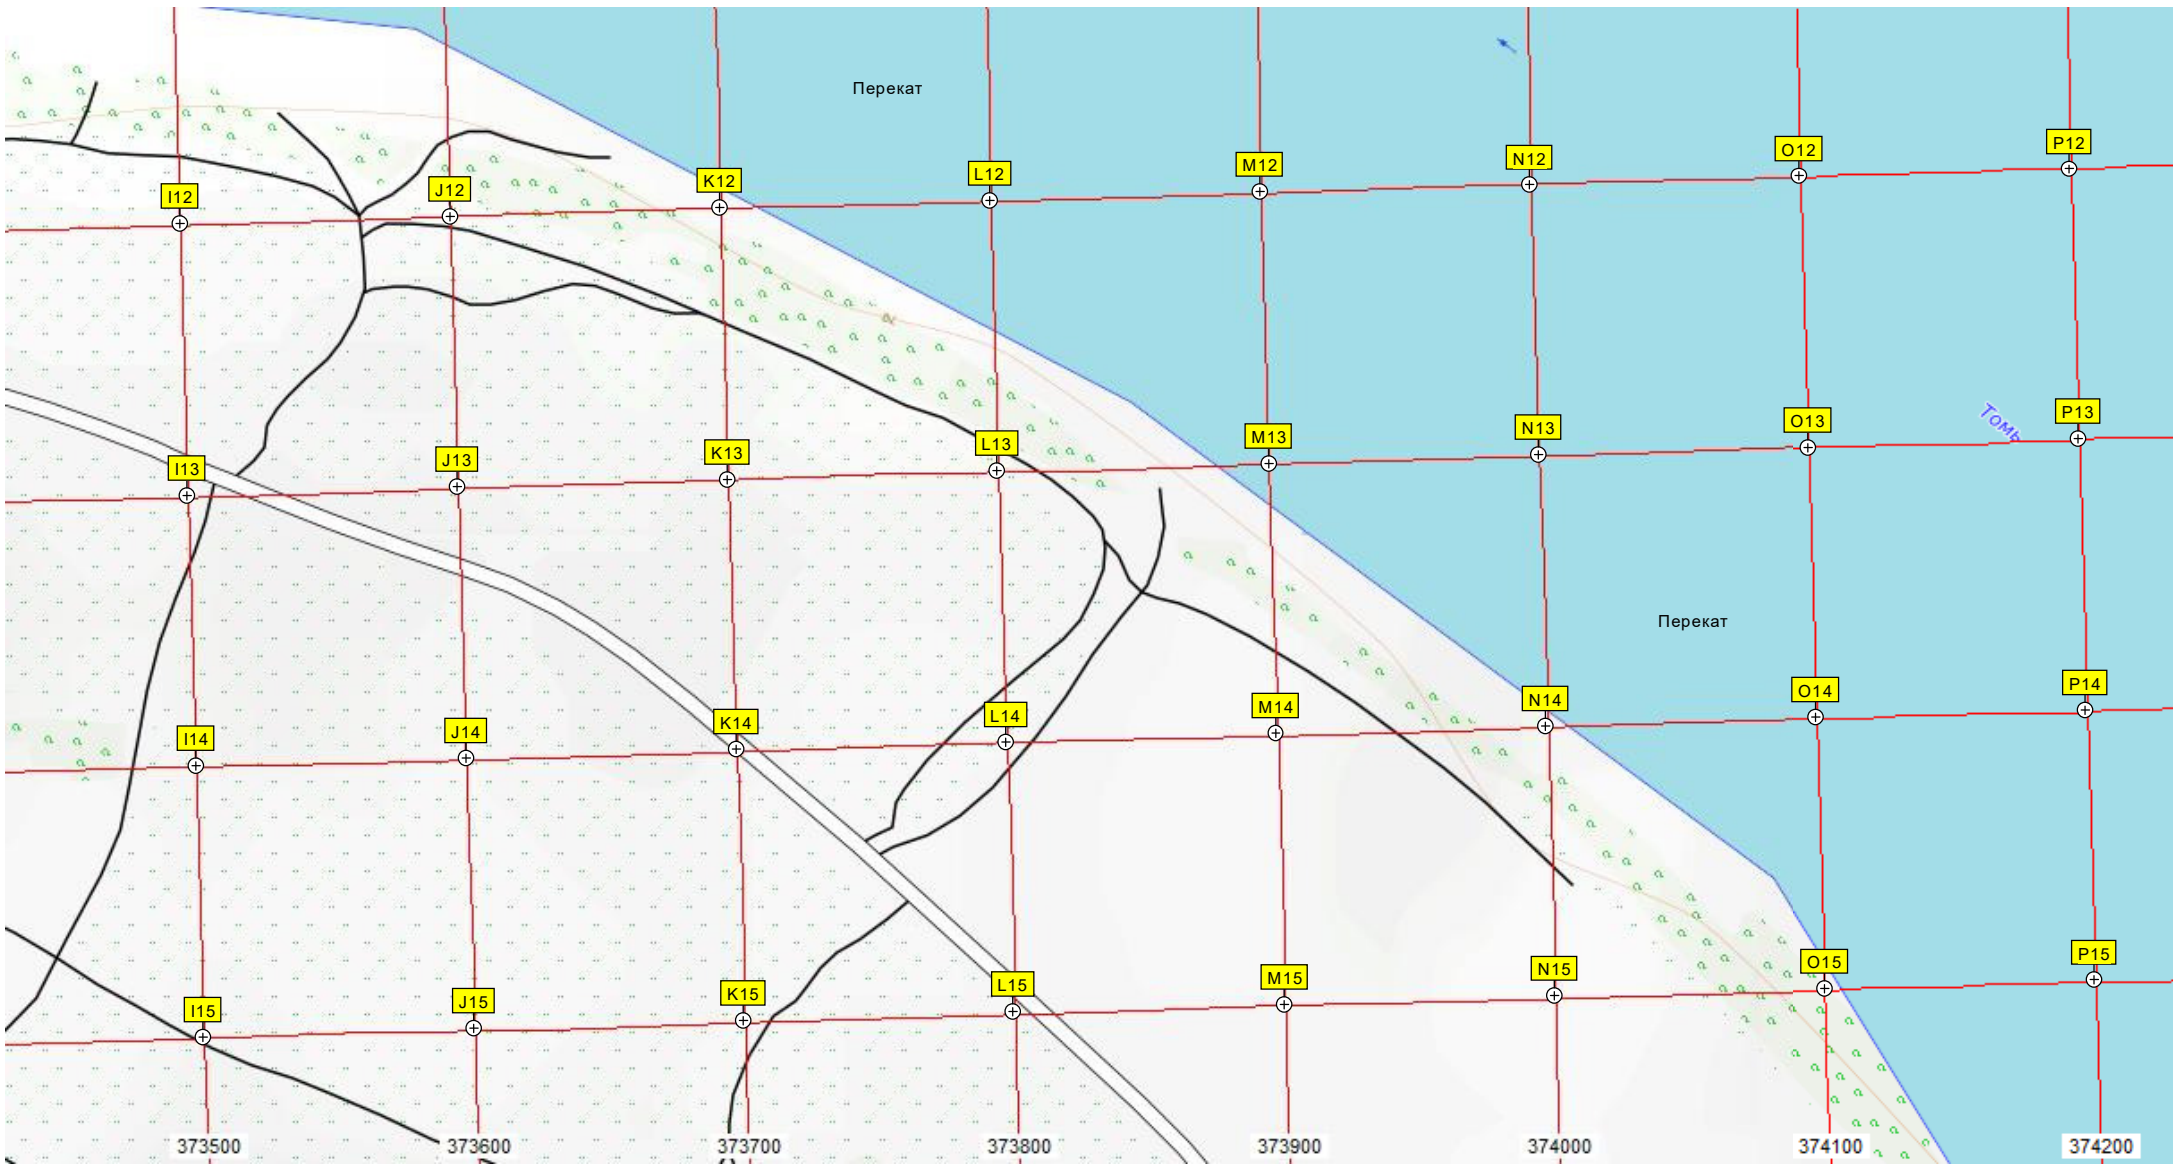 Перекат
I12 J12 K12 L12 M12 N12 O12 P12
I13 J13 K13 L13 M13 N13 O13 P13
Томь
Перекат
I14 J14 K14 L14 M14 N14 O14 P14
I15 J15 K15 L15 M15 N15 O15 P15
373500 373600 373700 373800 373900 374000 374100 374200